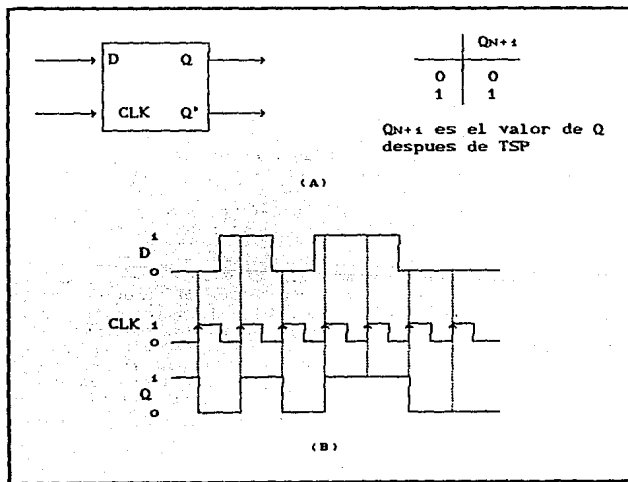 D Q
CLK Q'
QN+1
0 0
1 1
QN+1 es el valor de Q
despues de TSP
(A)
1
D
0
CLK 1
0
1
Q
0
(B)